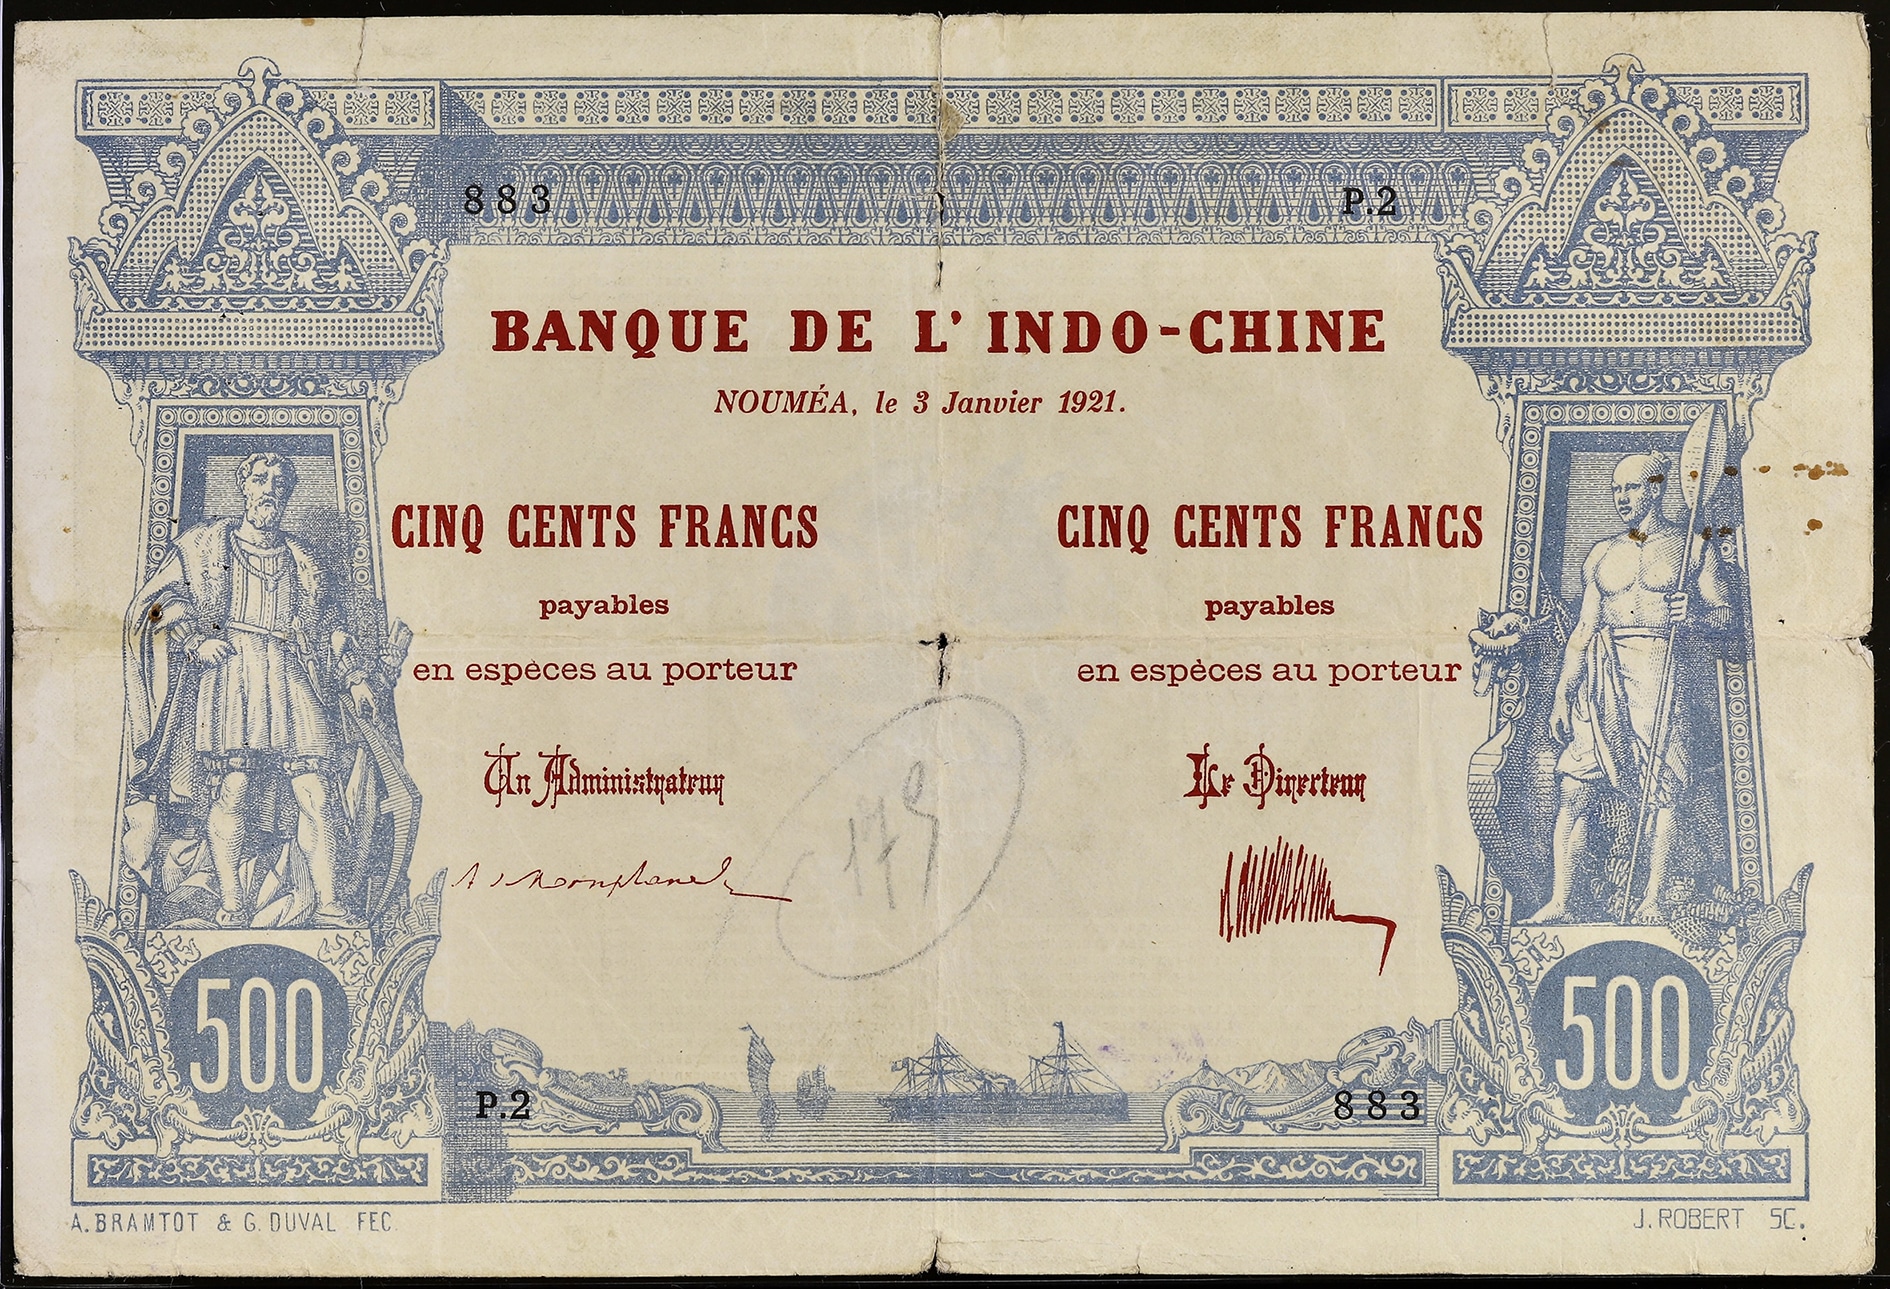 883 P.2
BANQUE DE L'INDO-CHINE
NOUMÉA, le 3 Janvier 1921.
CINQ CENTS FRANCS CINQ CENTS FRANCS
payables payables
en espèces au porteur en espèces au porteur
Un Administrateur Le Directeur
500 500
P.2 883
A. BRAMTOT & G. DUVAL FEC. J. ROBERT SC.